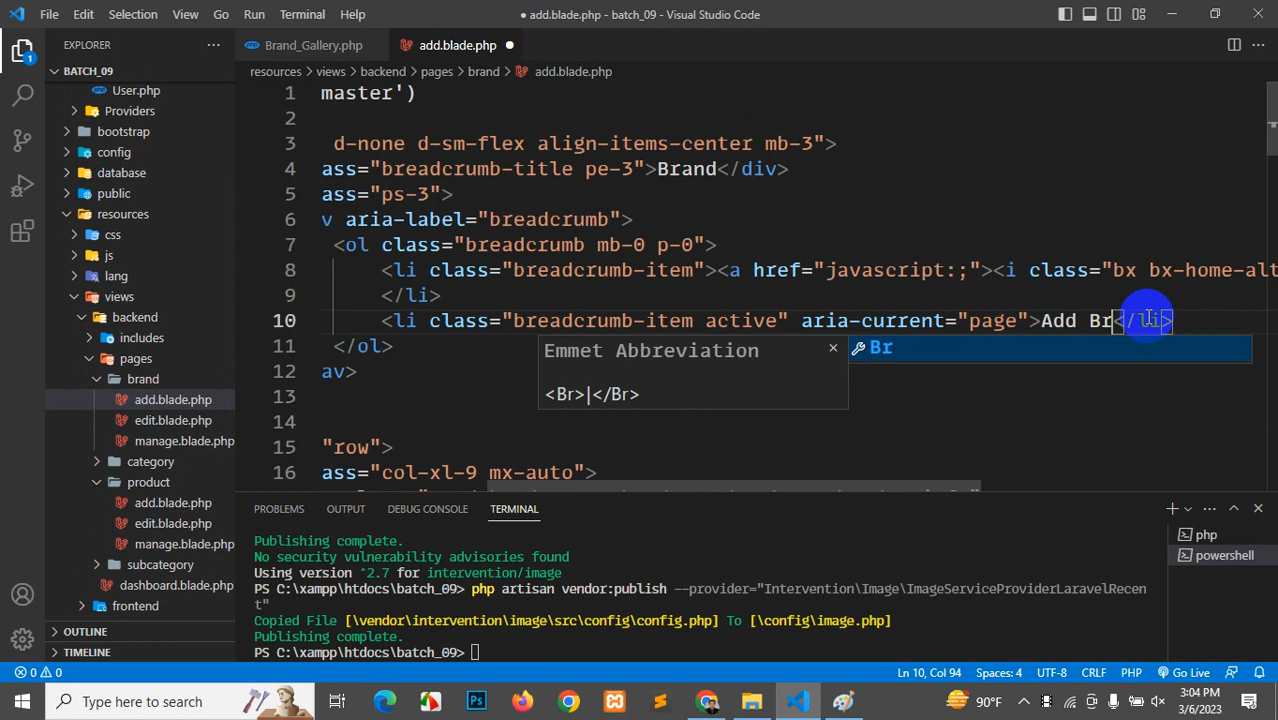 File Edit Selection View Go Run Terminal Help
● add.blade.php - batch_09 - Visual Studio Code
EXPLORER
Brand_Gallery.php
add.blade.php
BATCH_09
resources > views > backend > pages > brand > add.blade.php
User.php
Providers
bootstrap
config
database
public
resources
css
js
lang
views
backend
includes
pages
brand
add.blade.php
edit.blade.php
manage.blade.php
category
product
add.blade.php
edit.blade.php
manage.blade.php
subcategory
dashboard.blade.php
frontend
OUTLINE
TIMELINE
1 master')
2
3 d-none d-sm-flex align-items-center mb-3">
4 ass="breadcrumb-title pe-3">Brand</div>
5 ass="ps-3">
6 v aria-label="breadcrumb">
7 <ol class="breadcrumb mb-0 p-0">
8 <li class="breadcrumb-item"><a href="javascript:;"><i class="bx bx-home-alt
9 </li>
10 <li class="breadcrumb-item active" aria-current="page">Add Br</li>
11 </ol>
12 av>
13
14
15 "row">
16 ass="col-xl-9 mx-auto">
Emmet Abbreviation
<Br>|</Br>
Br
PROBLEMS OUTPUT DEBUG CONSOLE TERMINAL
Publishing complete.
No security vulnerability advisories found
Using version ^2.7 for intervention/image
PS C:\xampp\htdocs\batch_09> php artisan vendor:publish --provider="Intervention\Image\ImageServiceProviderLaravelRecen
t"
Copied File [\vendor\intervention\image\src\config\config.php] To [\config\image.php]
Publishing complete.
PS C:\xampp\htdocs\batch_09>
php
powershell
0 0
Ln 10, Col 94 Spaces: 4 UTF-8 CRLF PHP Go Live
Type here to search
90°F
3:04 PM
3/6/2023